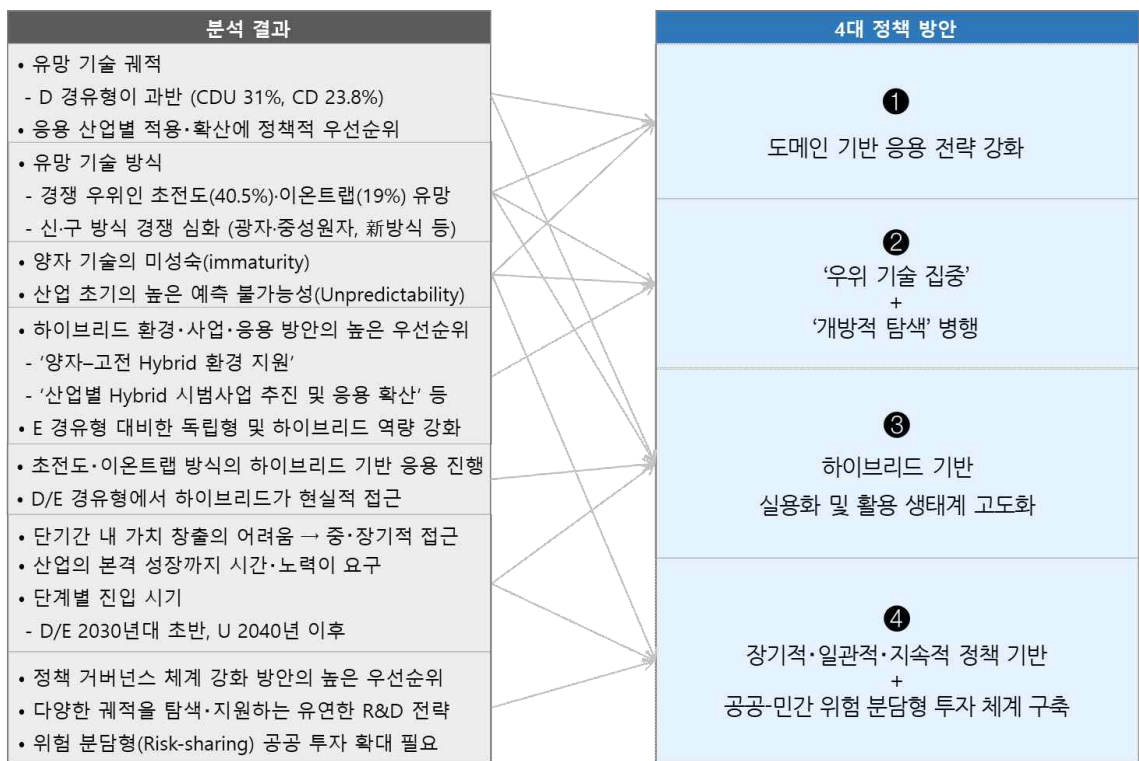 분석 결과
• 유망 기술 궤적
- D 경유형이 과반 (CDU 31%, CD 23.8%)
• 응용 산업별 적용·확산에 정책적 우선순위
• 유망 기술 방식
- 경쟁 우위인 초전도(40.5%)·이온트랩(19%) 유망
- 신·구 방식 경쟁 심화 (광자·중성원자, 新방식 등)
• 양자 기술의 미성숙(immaturity)
• 산업 초기의 높은 예측 불가능성(Unpredictability)
• 하이브리드 환경·사업·응용 방안의 높은 우선순위
- ‘양자–고전 Hybrid 환경 지원’
- ‘산업별 Hybrid 시범사업 추진 및 응용 확산’ 등
• E 경유형 대비한 독립형 및 하이브리드 역량 강화
• 초전도·이온트랩 방식의 하이브리드 기반 응용 진행
• D/E 경유형에서 하이브리드가 현실적 접근
• 단기간 내 가치 창출의 어려움 → 중·장기적 접근
• 산업의 본격 성장까지 시간·노력이 요구
• 단계별 진입 시기
- D/E 2030년대 초반, U 2040년 이후
• 정책 거버넌스 체계 강화 방안의 높은 우선순위
• 다양한 궤적을 탐색·지원하는 유연한 R&D 전략
• 위험 분담형(Risk-sharing) 공공 투자 확대 필요
4대 정책 방안
❶
도메인 기반 응용 전략 강화
❷
‘우위 기술 집중’
+
‘개방적 탐색’ 병행
❸
하이브리드 기반
실용화 및 활용 생태계 고도화
❹
장기적·일관적·지속적 정책 기반
+
공공-민간 위험 분담형 투자 체계 구축